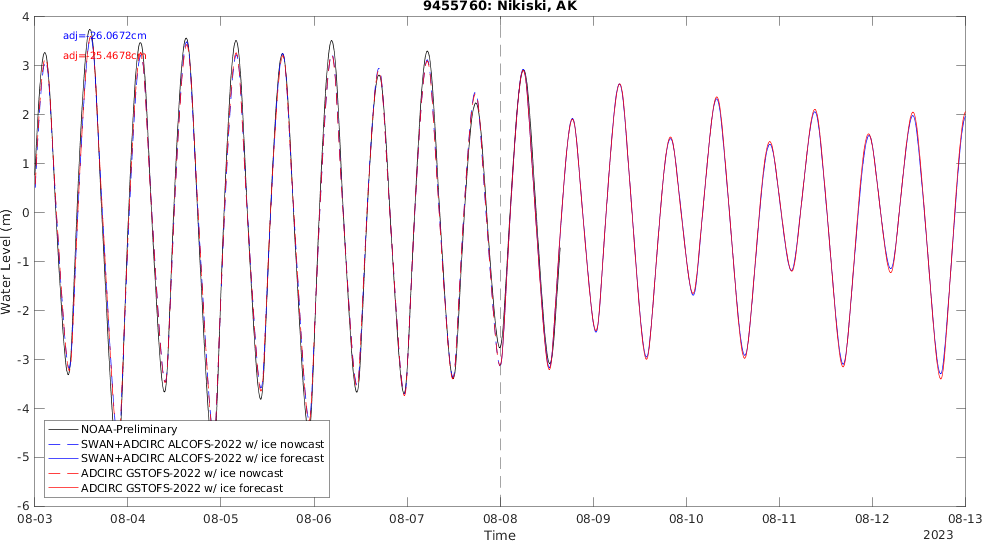 9455760: Nikiski, AK
adj=-26.0672cm
adj=-25.4678cm
Water Level (m)
4
3
2
1
0
-1
-2
-3
-4
-5
-6
NOAA-Preliminary
SWAN+ADCIRC ALCOFS-2022 w/ ice nowcast
SWAN+ADCIRC ALCOFS-2022 w/ ice forecast
ADCIRC GSTOFS-2022 w/ ice nowcast
ADCIRC GSTOFS-2022 w/ ice forecast
08-03 08-04 08-05 08-06 08-07 08-08 08-09 08-10 08-11 08-12 08-13
Time
2023